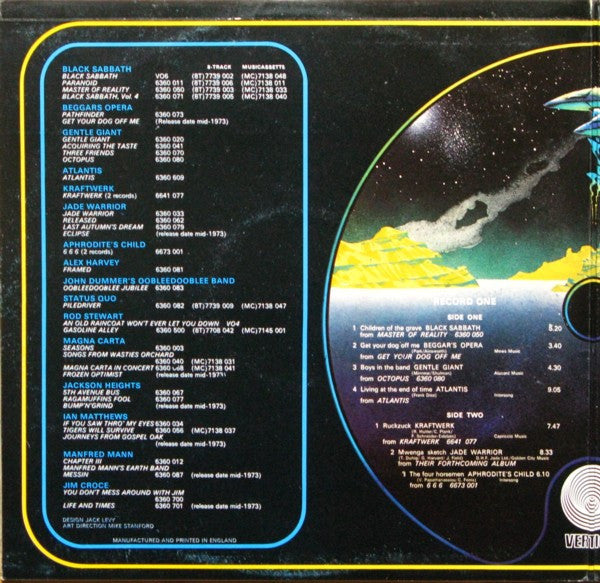 8-TRACK MUSICASSETTS
BLACK SABBATH
BLACK SABBATH VO6 (8T)7739 002 (MC)7138 048
PARANOID 6360 011 (8T)7739 006 (MC)7138 011
MASTER OF REALITY 6360 050 (8T)7739 003 (MC)7138 033
BLACK SABBATH, Vol. 4 6360 071 (8T)7739 005 (MC)7138 040
BEGGARS OPERA
PATHFINDER 6360 073
GET YOUR DOG OFF ME (Release date mid-1973)
GENTLE GIANT
GENTLE GIANT 6360 020
ACQUIRING THE TASTE 6360 041
THREE FRIENDS 6360 070
OCTOPUS 6360 080
ATLANTIS
ATLANTIS 6360 609
KRAFTWERK
KRAFTWERK (2 records) 6641 077
JADE WARRIOR
JADE WARRIOR 6360 033
RELEASED 6360 062
LAST AUTUMN'S DREAM 6360 079
ECLIPSE (release date mid-1973)
APHRODITE'S CHILD
6 6 6 (2 records) 6673 001
ALEX HARVEY
FRAMED 6360 081
JOHN DUMMER'S OOBLEEDOOBLEE BAND
OOBLEEDOOBLEE JUBILEE 6360 083
STATUS QUO
PILEDRIVER 6360 082 (8T)7739 009 (MC)7138 047
ROD STEWART
AN OLD RAINCOAT WON'T EVER LET YOU DOWN VO4
GASOLINE ALLEY 6360 500 (8T)7708 042 (MC)7145 001
MAGNA CARTA
SEASONS 6360 003
SONGS FROM WASTIES ORCHARD
6360 040 (MC)7138 031
MAGNA CARTA IN CONCERT 6360 068 (MC)7138 041
FROZEN OPTIMIST (release date mid-1973)
JACKSON HEIGHTS
5TH AVENUE BUS 6360 067
RAGAMUFFINS FOOL 6360 077
BUMP'N'GRIND (release date mid-1973)
IAN MATTHEWS
IF YOU SAW THRO' MY EYES 6360 034
TIGERS WILL SURVIVE 6360 056 (MC)7138 037
JOURNEYS FROM GOSPEL OAK
(release date mid-1973)
MANFRED MANN
CHAPTER III 6360 012
MANFRED MANN'S EARTH BAND
MESSIN 6360 087 (release date mid-1973)
JIM CROCE
YOU DON'T MESS AROUND WITH JIM
6360 700
LIFE AND TIMES 6360 701 (release date mid-1973)
DESIGN JACK LEVY
ART DIRECTION MIKE STANFORD
MANUFACTURED AND PRINTED IN ENGLAND
RECORD ONE
SIDE ONE
1 Children of the grave BLACK SABBATH 5.20
from MASTER OF REALITY 6360 050
2 Get your dog off me BEGGAR'S OPERA 3.40
from GET YOUR DOG OFF ME
3 Boys in the band GENTLE GIANT 4.30
from OCTOPUS 6360 080
4 Living at the end of time ATLANTIS 9.05
from ATLANTIS
SIDE TWO
1 Ruckzuck KRAFTWERK 7.47
from KRAFTWERK 6641 077 Capriccio Music
2 Mwenga sketch JADE WARRIOR 8.33
from THEIR FORTHCOMING ALBUM
1 The four horsemen APHRODITE'S CHILD 6.10
from 6 6 6 6673 001